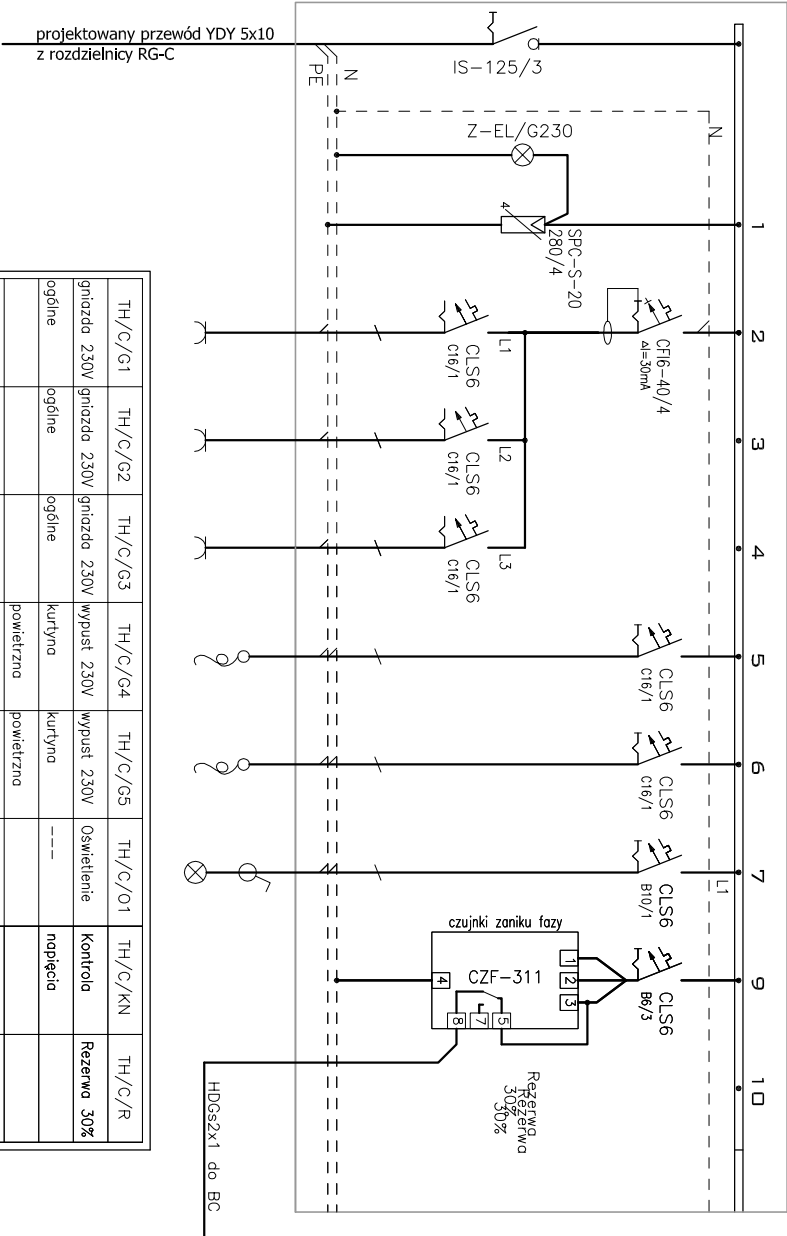 projektowany przewód YDY 5x10
z rozdzielnicy RG-C
IS-125/3
PE
N
N
Z-EL/G230
1
4
SPC-S-20
280/4
2
CFI6-40/4
ΔI=30mA
L1
CLS6
C16/1
3
L2
CLS6
C16/1
4
L3
CLS6
C16/1
5
CLS6
C16/1
6
CLS6
C16/1
7
L1
CLS6
B10/1
9
CLS6
B6/3
czujnki zaniku fazy
CZF-311
1
2
3
4
5
7
8
10
Rezerwa
30%
Rezerwa
30%
HDGs2x1 do BC
TH/C/G1
gniazda 230V
ogólne
TH/C/G2
gniazda 230V
ogólne
TH/C/G3
gniazda 230V
ogólne
TH/C/G4
wypust 230V
kurtyna
powietrzna
TH/C/G5
wypust 230V
kurtyna
powietrzna
TH/C/O1
Oświetlenie
---
TH/C/KN
Kontrola
napięcia
TH/C/R
Rezerwa 30%